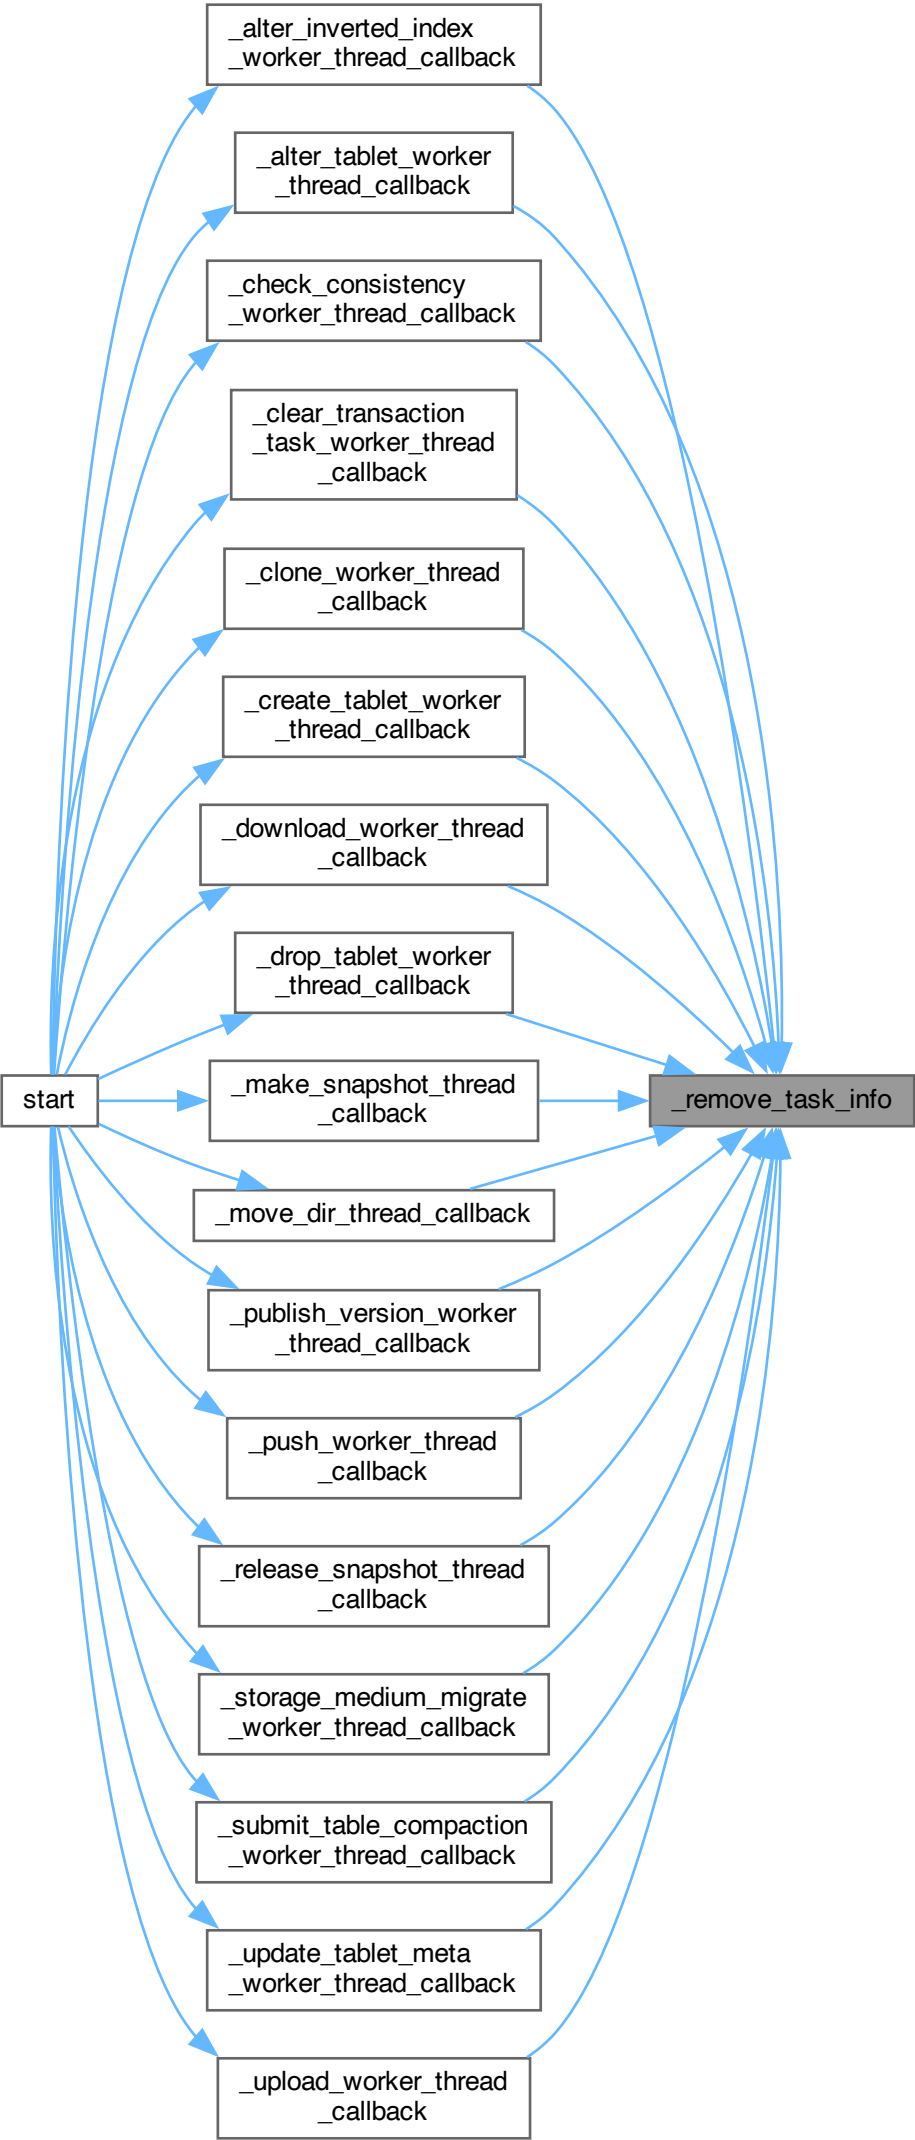 _alter_inverted_index
_worker_thread_callback
_alter_tablet_worker
_thread_callback
_check_consistency
_worker_thread_callback
_clear_transaction
_task_worker_thread
_callback
_clone_worker_thread
_callback
_create_tablet_worker
_thread_callback
_download_worker_thread
_callback
_drop_tablet_worker
_thread_callback
start
_make_snapshot_thread
_callback
_remove_task_info
_move_dir_thread_callback
_publish_version_worker
_thread_callback
_push_worker_thread
_callback
_release_snapshot_thread
_callback
_storage_medium_migrate
_worker_thread_callback
_submit_table_compaction
_worker_thread_callback
_update_tablet_meta
_worker_thread_callback
_upload_worker_thread
_callback